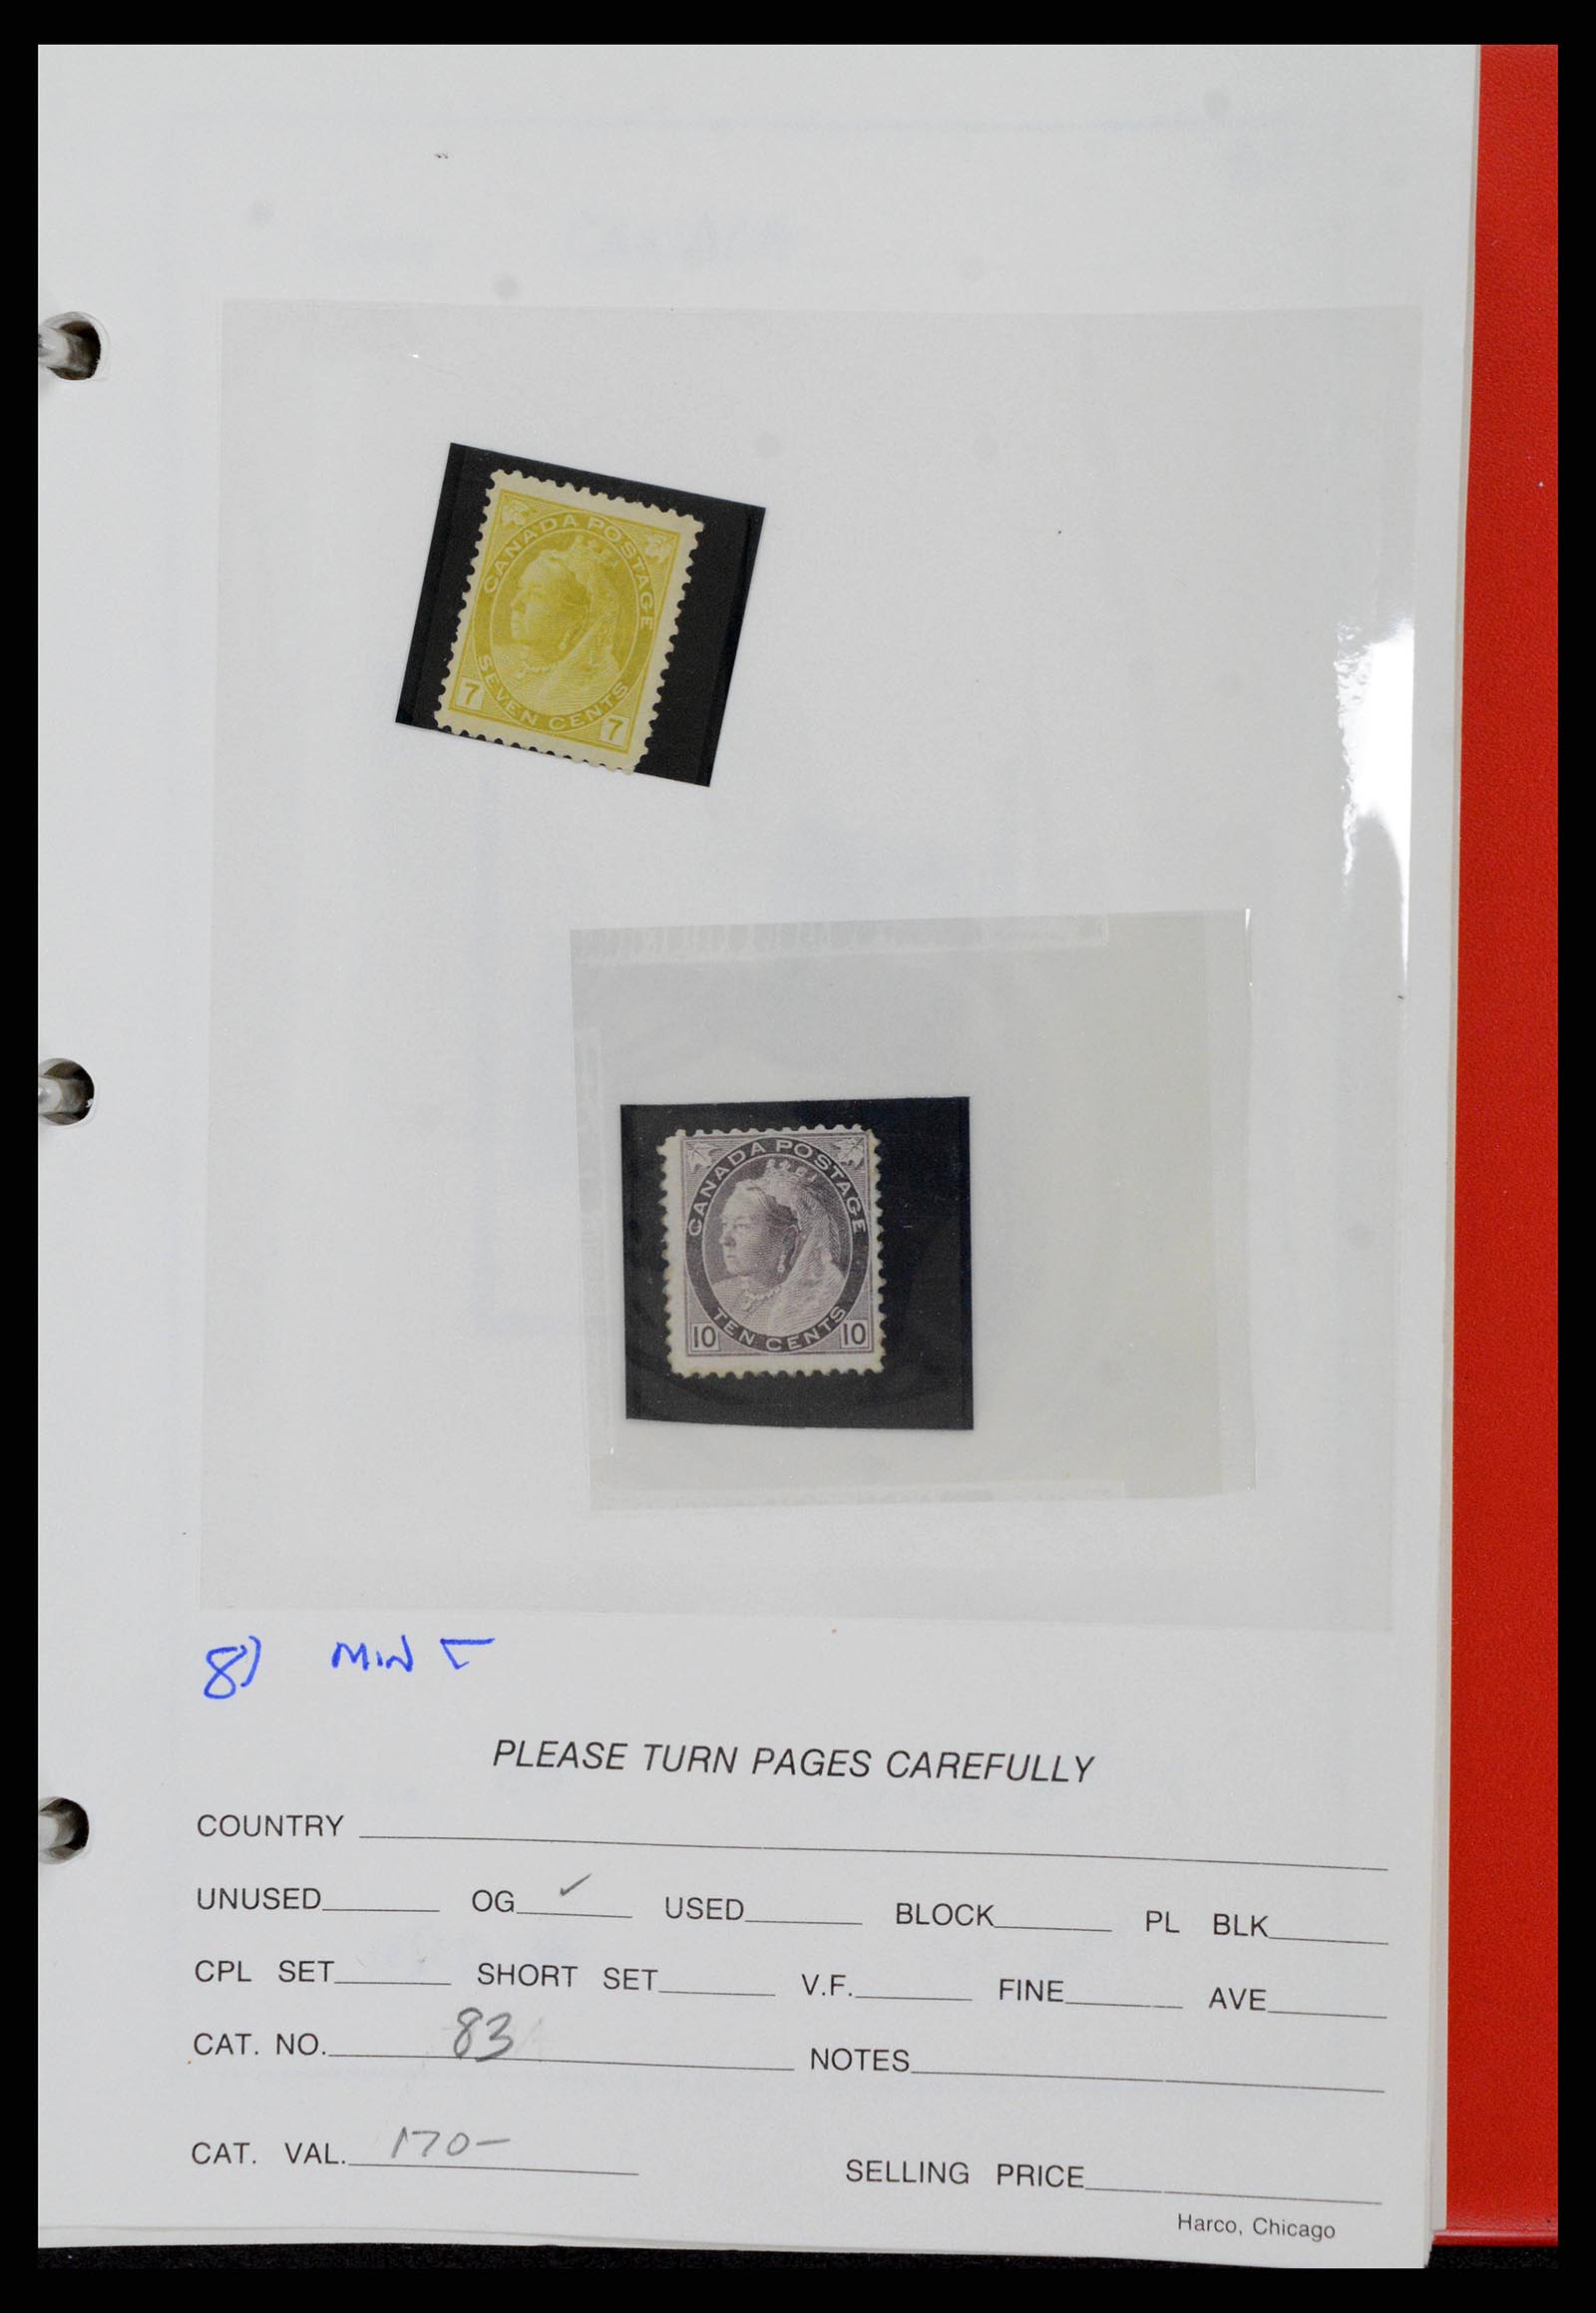 CANADA POSTAGE
SEVEN CENTS
7 7
CANADA POSTAGE
TEN CENTS
10 10
8) MINT
PLEASE TURN PAGES CAREFULLY
COUNTRY
UNUSED OG ✓ USED BLOCK PL BLK
CPL SET SHORT SET V.F. FINE AVE
CAT. NO. 83 NOTES
CAT. VAL. 170- SELLING PRICE
Harco, Chicago